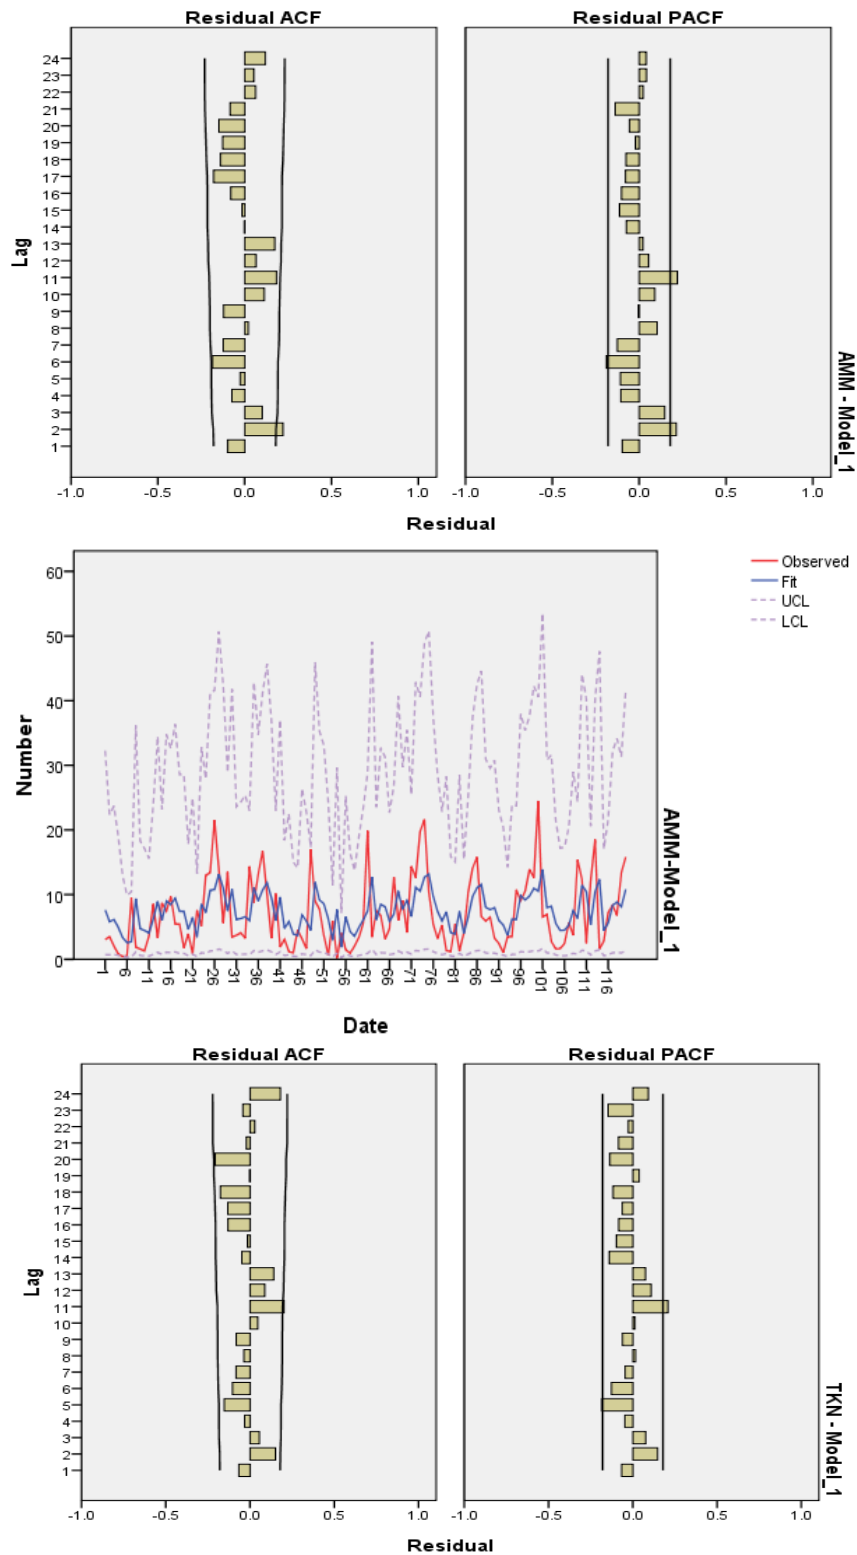 Residual ACF
Residual PACF
Lag
24
23
22
21
20
19
18
17
16
15
14
13
12
11
10
9
8
7
6
5
4
3
2
1
-1.0 -0.5 0.0 0.5 1.0
-1.0 -0.5 0.0 0.5 1.0
Residual
AMM - Model_1
Observed
Fit
UCL
LCL
Number
60
50
40
30
20
10
0
1 6 11 16 21 26 31 36 41 46 51 56 61 66 71 76 81 86 91 96 101 106 111 116
Date
AMM-Model_1
Residual ACF
Residual PACF
Lag
24
23
22
21
20
19
18
17
16
15
14
13
12
11
10
9
8
7
6
5
4
3
2
1
-1.0 -0.5 0.0 0.5 1.0
-1.0 -0.5 0.0 0.5 1.0
Residual
TKN - Model_1